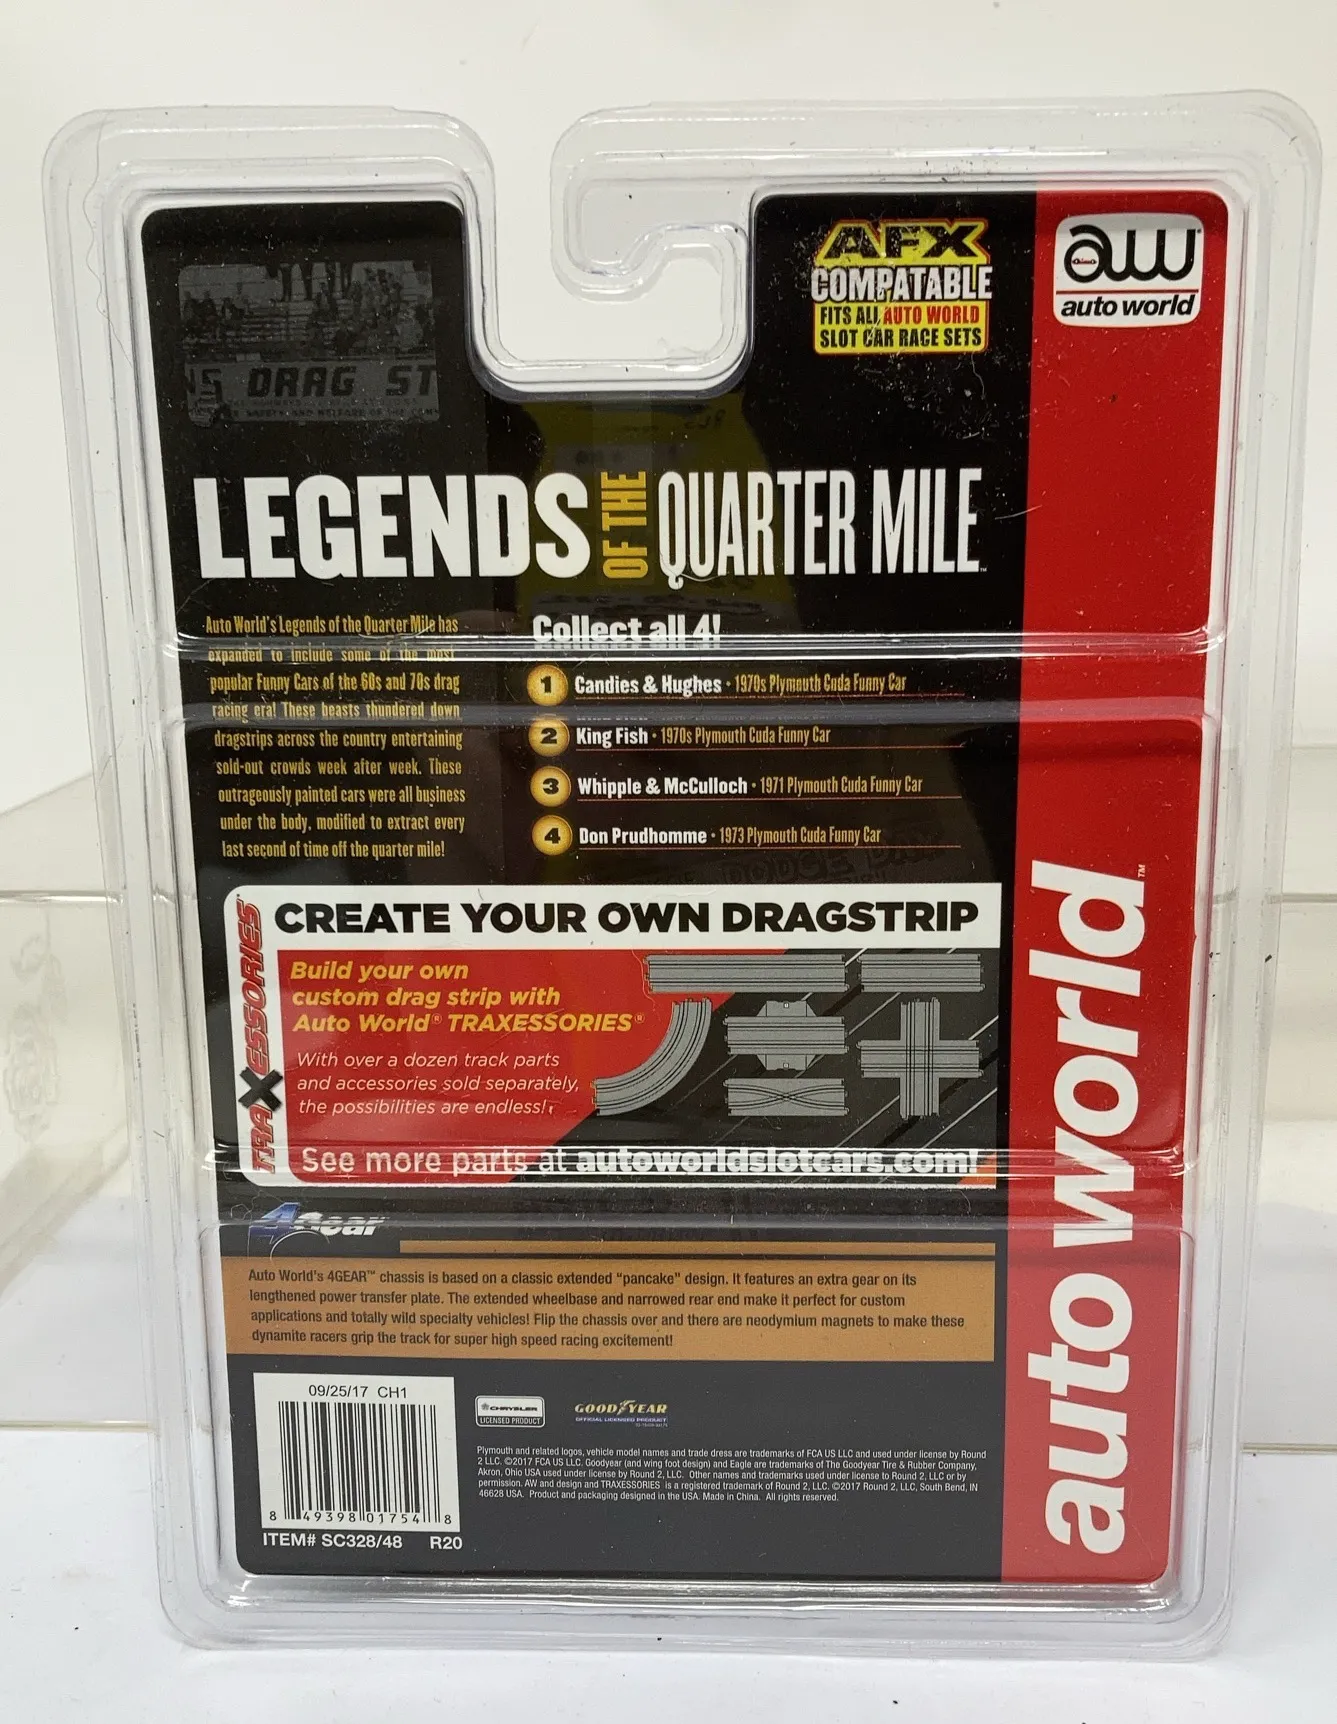 AFX
COMPATABLE
FITS ALL AUTO WORLD
SLOT CAR RACE SETS
aw
auto world
NS DRAG ST
LEGENDS OF THE QUARTER MILE™
Auto World's Legends of the Quarter Mile has
expanded to include some of the most
popular Funny Cars of the 60s and 70s drag
racing era! These beasts thundered down
dragstrips across the country entertaining
sold-out crowds week after week. These
outrageously painted cars were all business
under the body, modified to extract every
last second of time off the quarter mile!
Collect all 4!
1 Candies & Hughes • 1970s Plymouth Cuda Funny Car
2 King Fish • 1970s Plymouth Cuda Funny Car
3 Whipple & McCulloch • 1971 Plymouth Cuda Funny Car
4 Don Prudhomme • 1973 Plymouth Cuda Funny Car
TRAXESSORIES®
CREATE YOUR OWN DRAGSTRIP
Build your own
custom drag strip with
Auto World® TRAXESSORIES®
With over a dozen track parts
and accessories sold separately,
the possibilities are endless!
See more parts at autoworldslotcars.com!
4Gear
Auto World's 4GEAR™ chassis is based on a classic extended "pancake" design. It features an extra gear on its
lengthened power transfer plate. The extended wheelbase and narrowed rear end make it perfect for custom
applications and totally wild specialty vehicles! Flip the chassis over and there are neodymium magnets to make these
dynamite racers grip the track for super high speed racing excitement!
09/25/17 CH1
8 49398 01754 8
ITEM# SC328/48 R20
CHRYSLER
LICENSED PRODUCT
GOODYEAR
OFFICIAL LICENSED PRODUCT
Plymouth and related logos, vehicle model names and trade dress are trademarks of FCA US LLC and used under license by Round
2 LLC. ©2017 FCA US LLC. Goodyear (and wing foot design) and Eagle are trademarks of The Goodyear Tire & Rubber Company,
Akron, Ohio USA used under license by Round 2, LLC. Other names and trademarks used under license to Round 2, LLC or by
permission. AW and design and TRAXESSORIES is a registered trademark of Round 2, LLC. ©2017 Round 2, LLC, South Bend, IN
46628 USA. Product and packaging designed in the USA. Made in China. All rights reserved.
auto world™